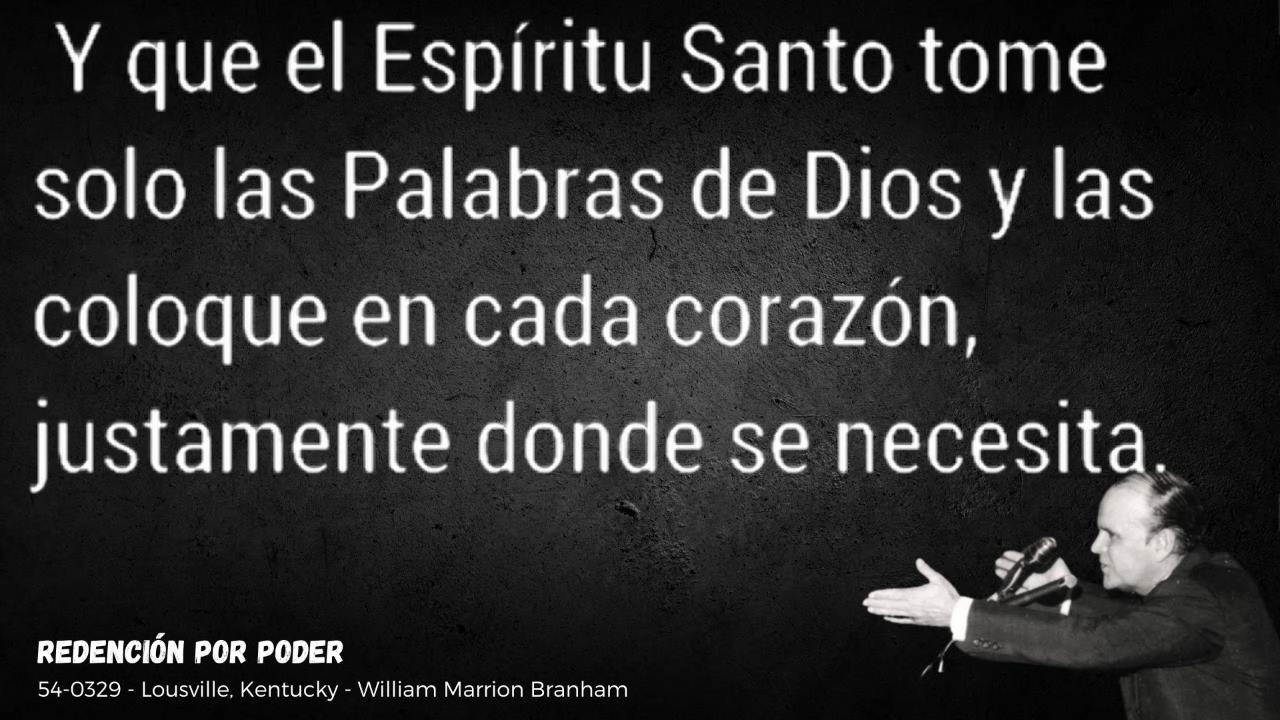 Y que el Espíritu Santo tome
solo las Palabras de Dios y las
coloque en cada corazón,
justamente donde se necesita.
REDENCIÓN POR PODER
54-0329 - Lousville, Kentucky - William Marrion Branham